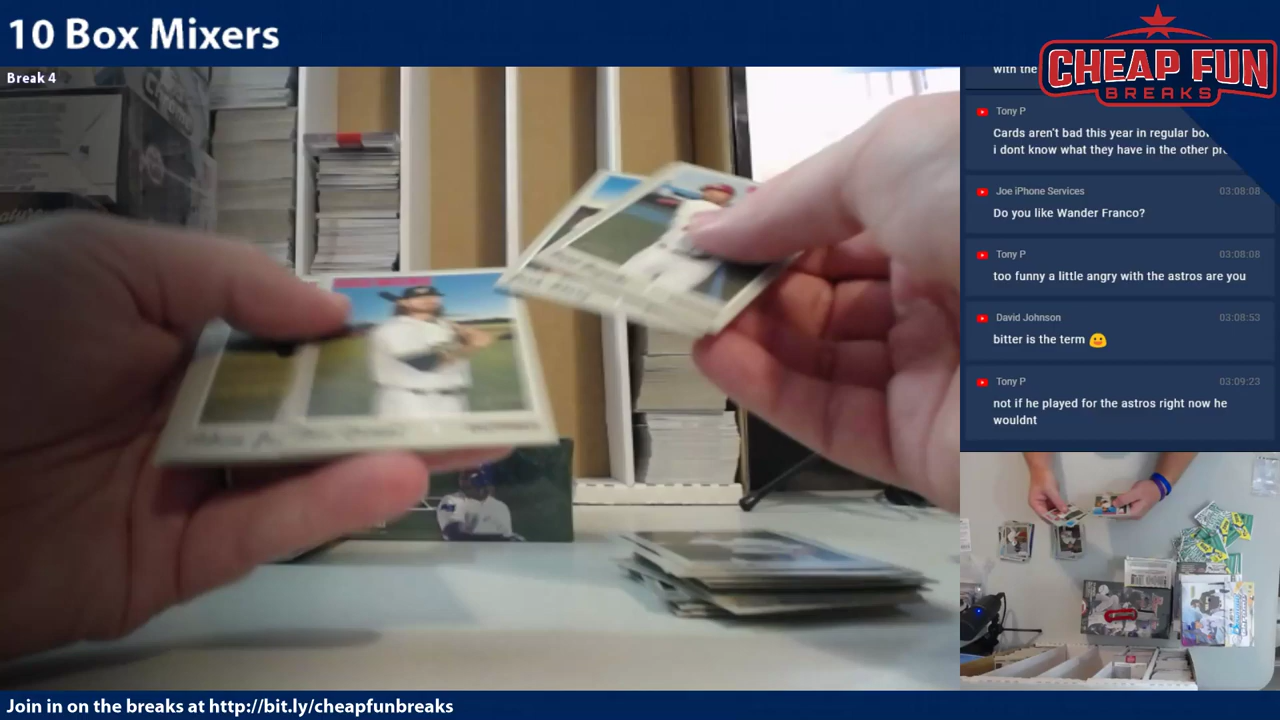 10 Box Mixers
Break 4
CHEAP FUN
BREAKS
with the
Tony P
Cards aren't bad this year in regular
i dont know what they have in the other
Joe iPhone Services 03:08:08
Do you like Wander Franco?
Tony P 03:08:08
too funny a little angry with the astros are you
David Johnson 03:08:53
bitter is the term
Tony P 03:09:23
not if he played for the astros right now he
wouldnt
Join in on the breaks at http://bit.ly/cheapfunbreaks